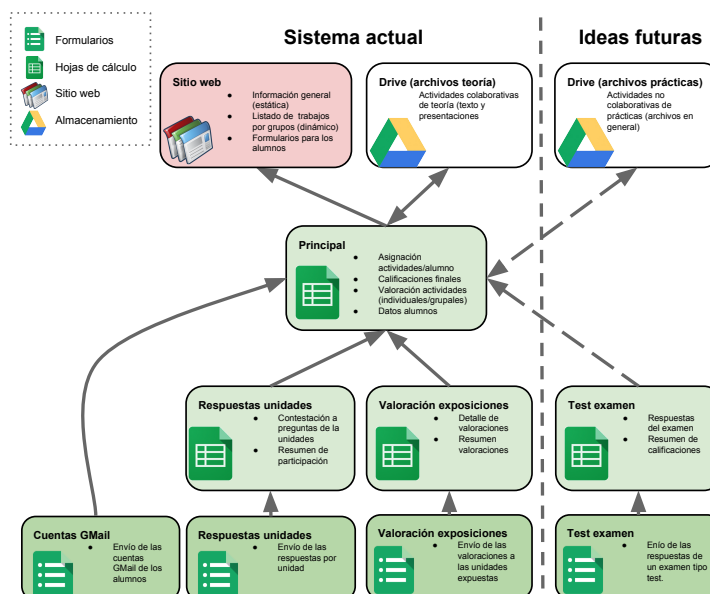 Formularios
Hojas de cálculo
Sitio web
Almacenamiento
Sistema actual
Ideas futuras
Sitio web
Información general
(estática)
Listado de trabajos
por grupos (dinámico)
Formularios para los
alumnos
Drive (archivos teoría)
Actividades colaborativas
de teoría (texto y
presentaciones
Drive (archivos prácticas)
Actividades no
colaborativas de
prácticas (archivos en
general)
Principal
Asignación
actividades/alumno
Calificaciones finales
Valoración actividades
(individuales/grupales)
Datos alumnos
Respuestas unidades
Contestación a
preguntas de la
unidades
Resumen de
participación
Valoración exposiciones
Detalle de
valoraciones
Resumen
valoraciones
Test examen
Respuestas
del examen
Resumen de
calificaciones
Cuentas GMail
Envío de las
cuentas
GMail de los
alumnos
Respuestas unidades
Envío de las
respuestas por
unidad
Valoración exposiciones
Envío de las
valoraciones a
las unidades
expuestas
Test examen
Enío de las
respuestas de
un examen tipo
test.